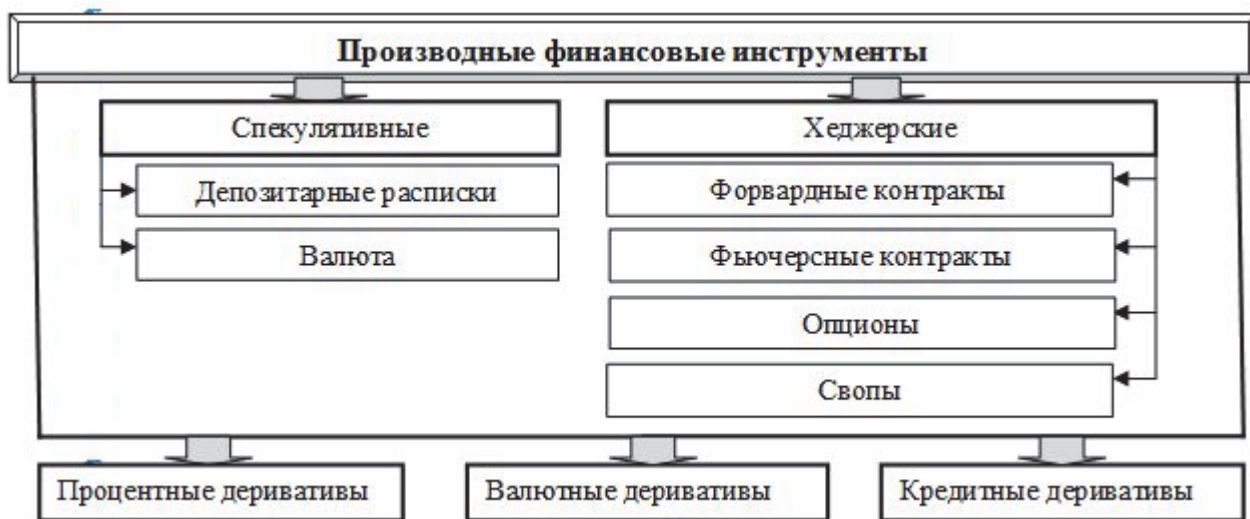 Производные финансовые инструменты
Спекулятивные
Хеджерские
Депозитарные расписки
Форвардные контракты
Валюта
Фьючерсные контракты
Опционы
Свопы
Процентные деривативы
Валютные деривативы
Кредитные деривативы